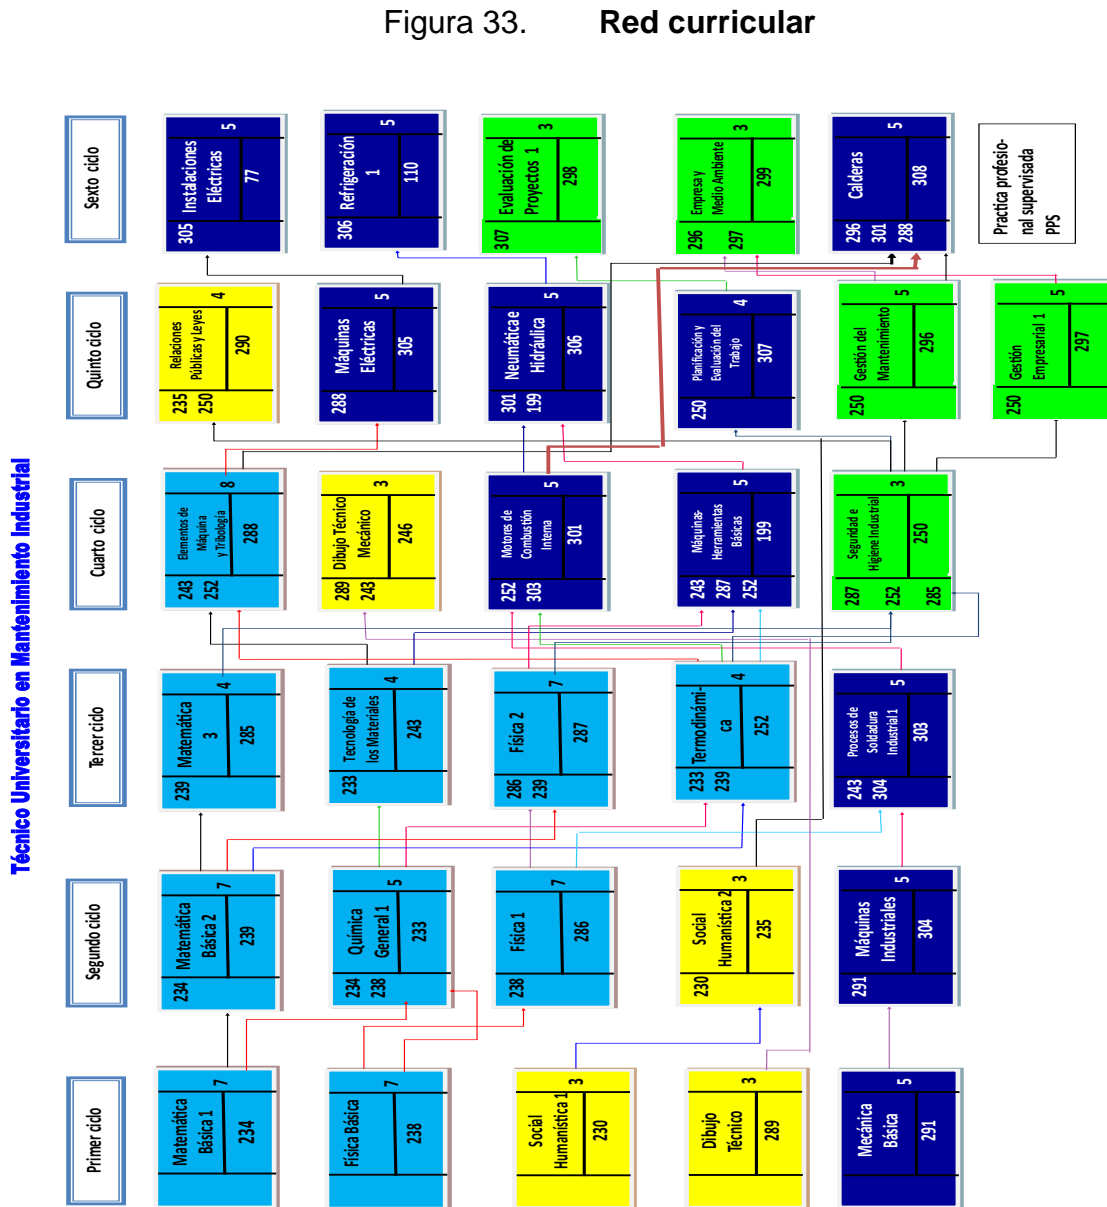 Figura 33. Red curricular
Técnico Universitario en Mantenimiento Industrial
Primer ciclo
Segundo ciclo
Tercer ciclo
Cuarto ciclo
Quinto ciclo
Sexto ciclo
Matemática
Básica 1
7
234
Física Básica
7
238
Social
Humanística 1
3
230
Dibujo
Técnico
3
289
Mecánica
Básica
5
291
234
Matemática
Básica 2
7
239
234
238
Química
General 1
5
233
238
Física 1
7
286
230
Social
Humanística 2
3
235
291
Máquinas
Industriales
5
304
239
Matemática
3
4
285
233
Tecnología de
los Materiales
4
243
286
239
Física 2
7
287
233
239
Termodinámi-
ca
4
252
243
304
Procesos de
Soldadura
Industrial 1
5
303
243
252
Elementos de
Máquina
y Tribología
8
288
289
243
Dibujo Técnico
Mecánico
3
246
252
303
Motores de
Combustión
Interna
5
301
243
287
252
Máquinas-
Herramientas
Básicas
5
199
287
252
285
Seguridad e
Higiene Industrial
3
250
235
250
Relaciones
Públicas y Leyes
4
290
288
Máquinas
Eléctricas
5
305
301
199
Neumática e
Hidráulica
5
306
250
Planificación y
Evaluación del
Trabajo
4
307
250
Gestión del
Mantenimiento
5
296
250
Gestión
Empresarial 1
5
297
305
Instalaciones
Eléctricas
5
77
306
Refrigeración
1
5
110
307
Evaluación de
Proyectos 1
3
298
296
297
Empresa y
Medio Ambiente
3
299
296
301
288
Calderas
5
308
Practica profesio-
nal supervisada
PPS